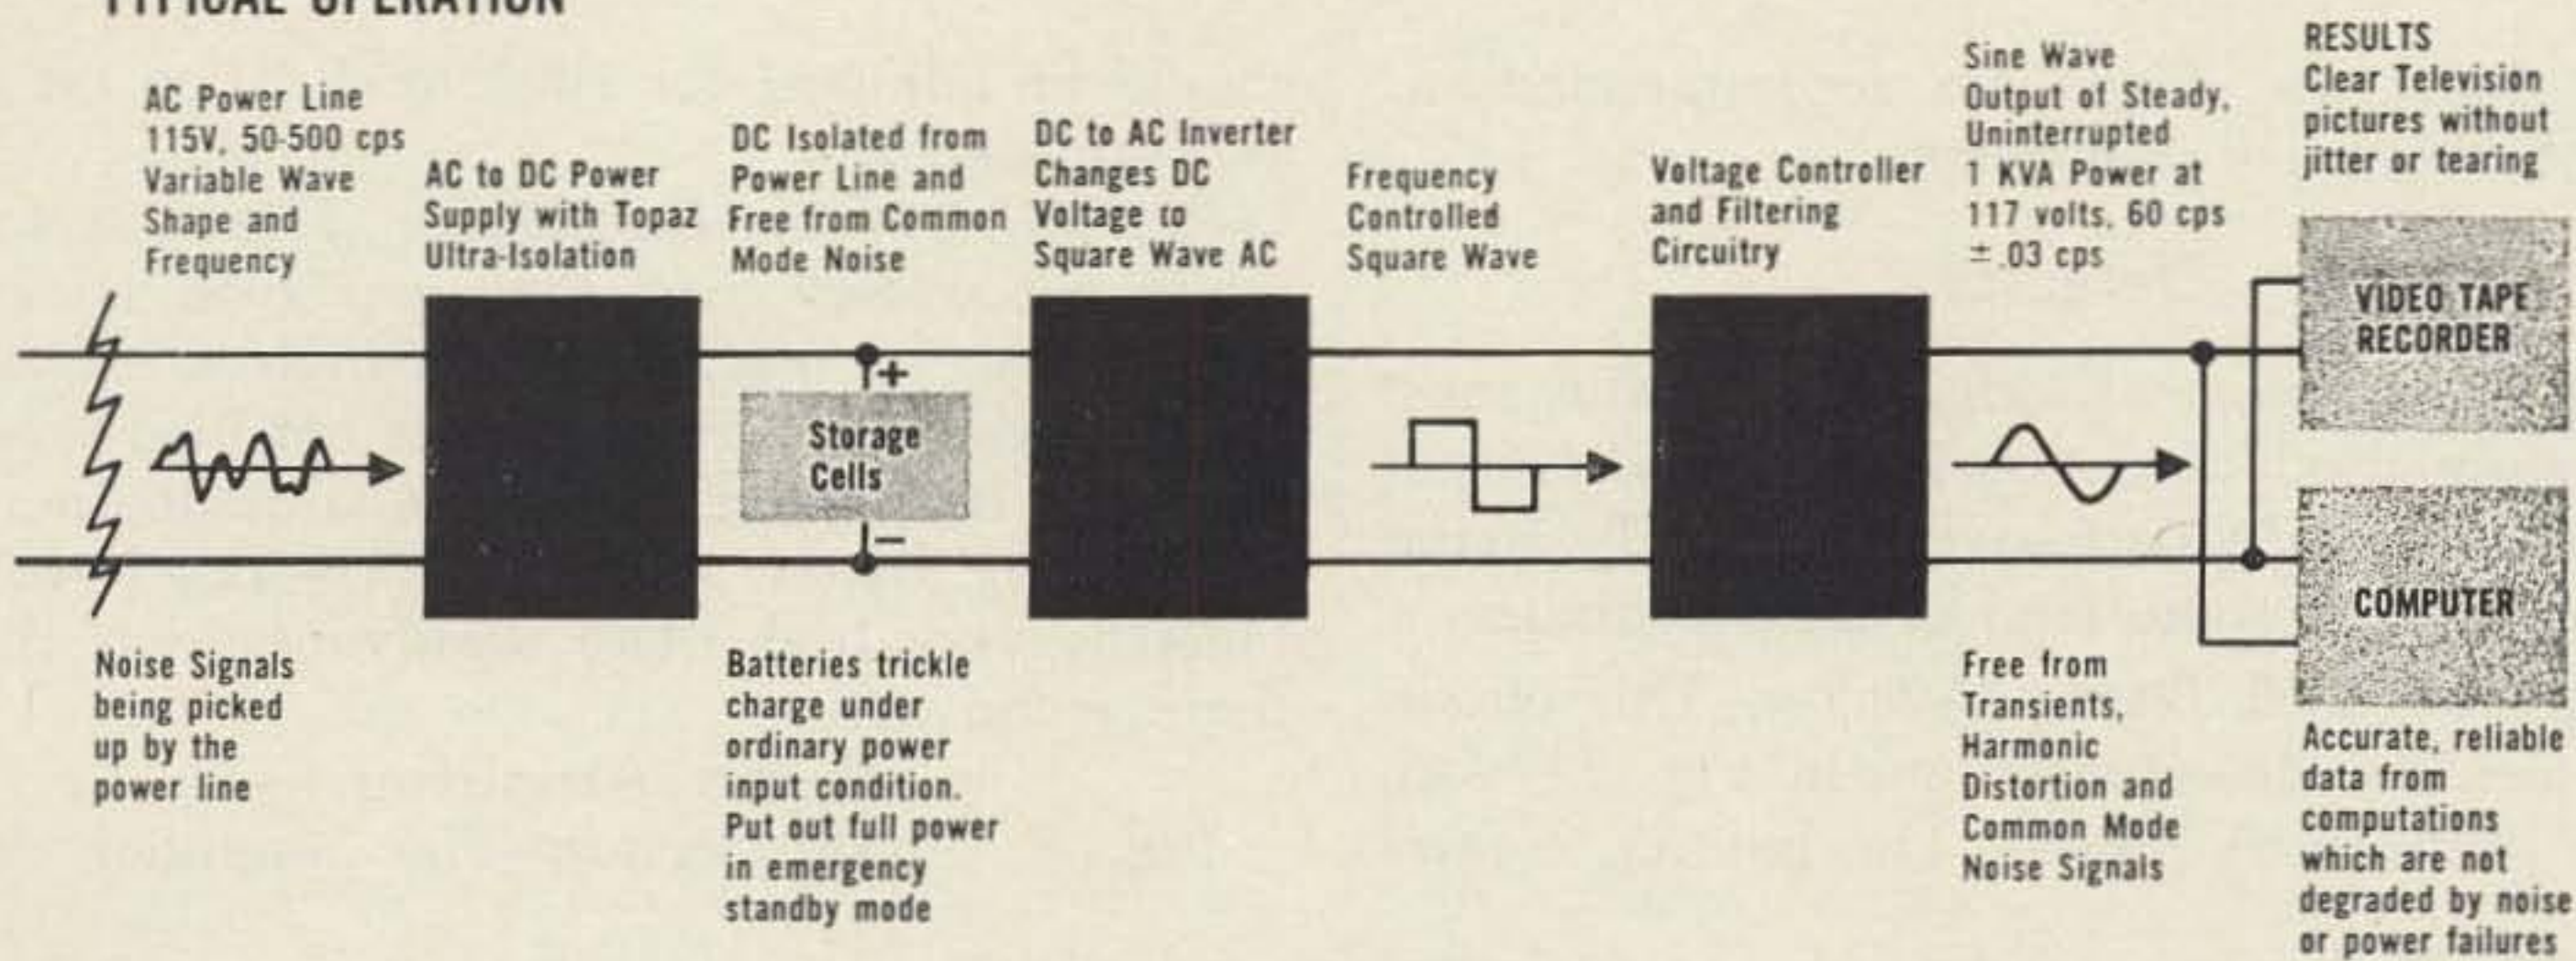 TYPICAL OPERATION
AC Power Line
115V, 50-500 cps
Variable Wave
Shape and
Frequency
AC to DC Power
Supply with Topaz
Ultra-Isolation
DC Isolated from
Power Line and
Free from Common
Mode Noise
DC to AC Inverter
Changes DC
Voltage to
Square Wave AC
Frequency
Controlled
Square Wave
Voltage Controller
and Filtering
Circuitry
Sine Wave
Output of Steady,
Uninterrupted
1 KVA Power at
117 volts, 60 cps
± .03 cps
RESULTS
Clear Television
pictures without
jitter or tearing
+
Storage
Cells
−
VIDEO TAPE
RECORDER
COMPUTER
Noise Signals
being picked
up by the
power line
Batteries trickle
charge under
ordinary power
input condition.
Put out full power
in emergency
standby mode
Free from
Transients,
Harmonic
Distortion and
Common Mode
Noise Signals
Accurate, reliable
data from
computations
which are not
degraded by noise
or power failures